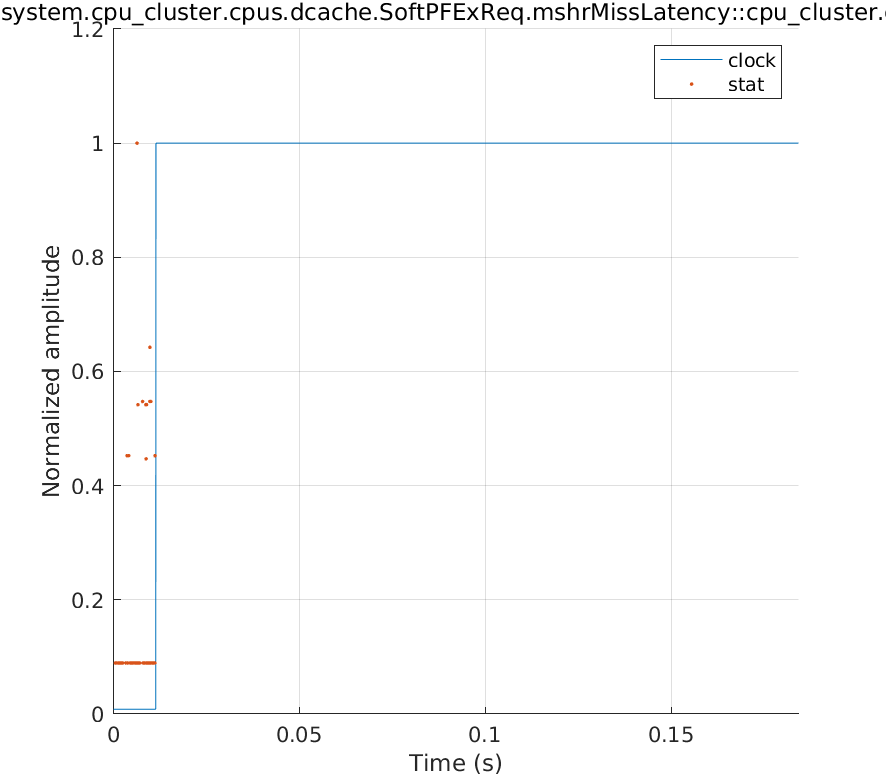 system.cpu_cluster.cpus.dcache.SoftPFExReq.mshrMissLatency::cpu_cluster.
1.2
clock
stat
1
0.8
Normalized amplitude
0.6
0.4
0.2
0
0
0.05
0.1
0.15
Time (s)